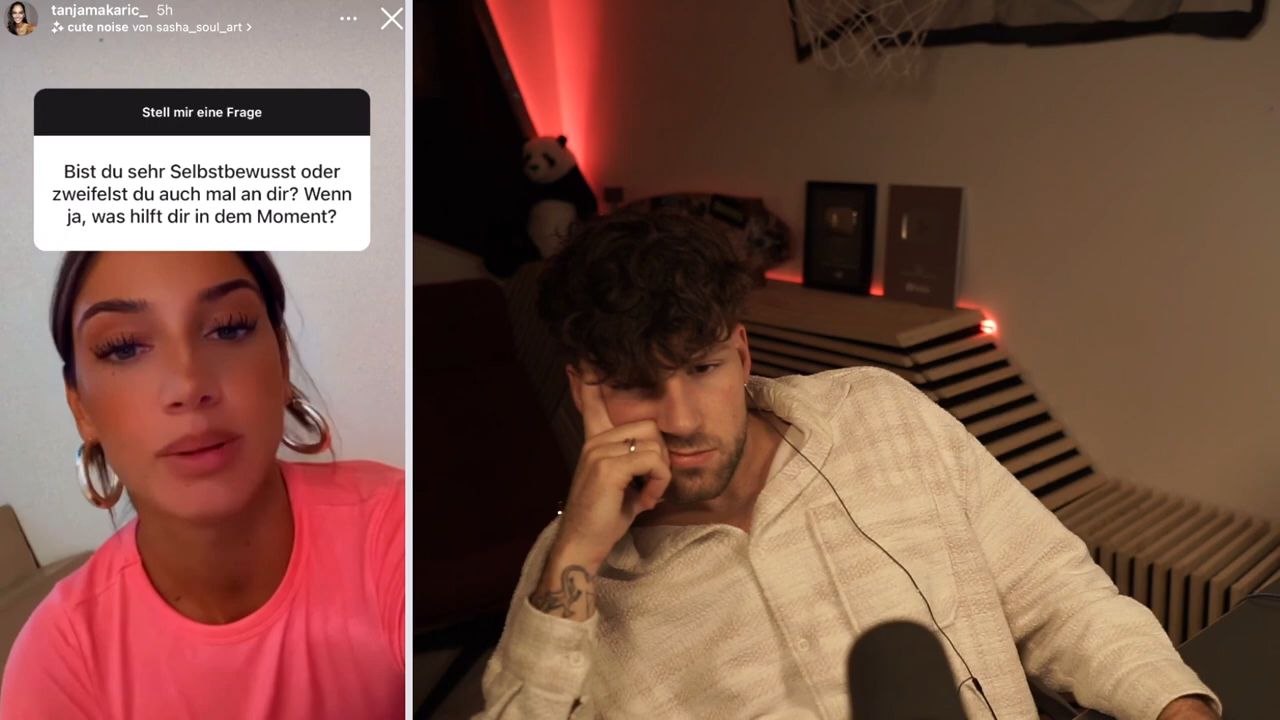 tanjamakaric_ 5h
cute noise von sasha_soul_art >
Stell mir eine Frage
Bist du sehr Selbstbewusst oder
zweifelst du auch mal an dir? Wenn
ja, was hilft dir in dem Moment?